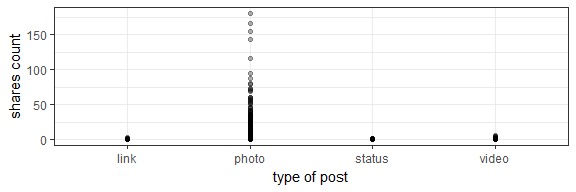 shares count
150
100
50
0
link photo status video
type of post